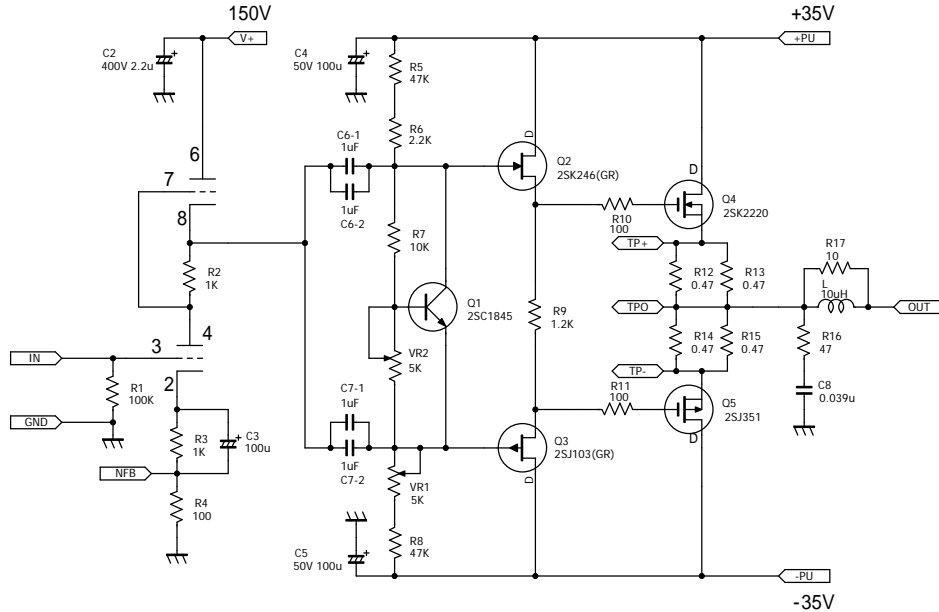 150V
V+
C2
400V 2.2u
+
C4
50V 100u
+
R5
47K
+35V
+PU
R6
2.2K
C6-1
1uF
1uF
C6-2
D
Q2
2SK246(GR)
D
Q4
2SK2220
6
7
8
R2
1K
R7
10K
R10
100
TP+
R12
0.47
R13
0.47
R17
10
L
10uH
Q1
2SC1845
R9
1.2K
TPO
OUT
4
IN
3
2
R1
100K
GND
VR2
5K
R14
0.47
R15
0.47
R16
47
TP-
C7-1
1uF
1uF
C7-2
R11
100
Q5
2SJ351
D
C8
0.039u
R3
1K
+
C3
100u
NFB
R4
100
VR1
5K
Q3
2SJ103(GR)
D
R8
47K
C5
50V 100u
+
-PU
-35V